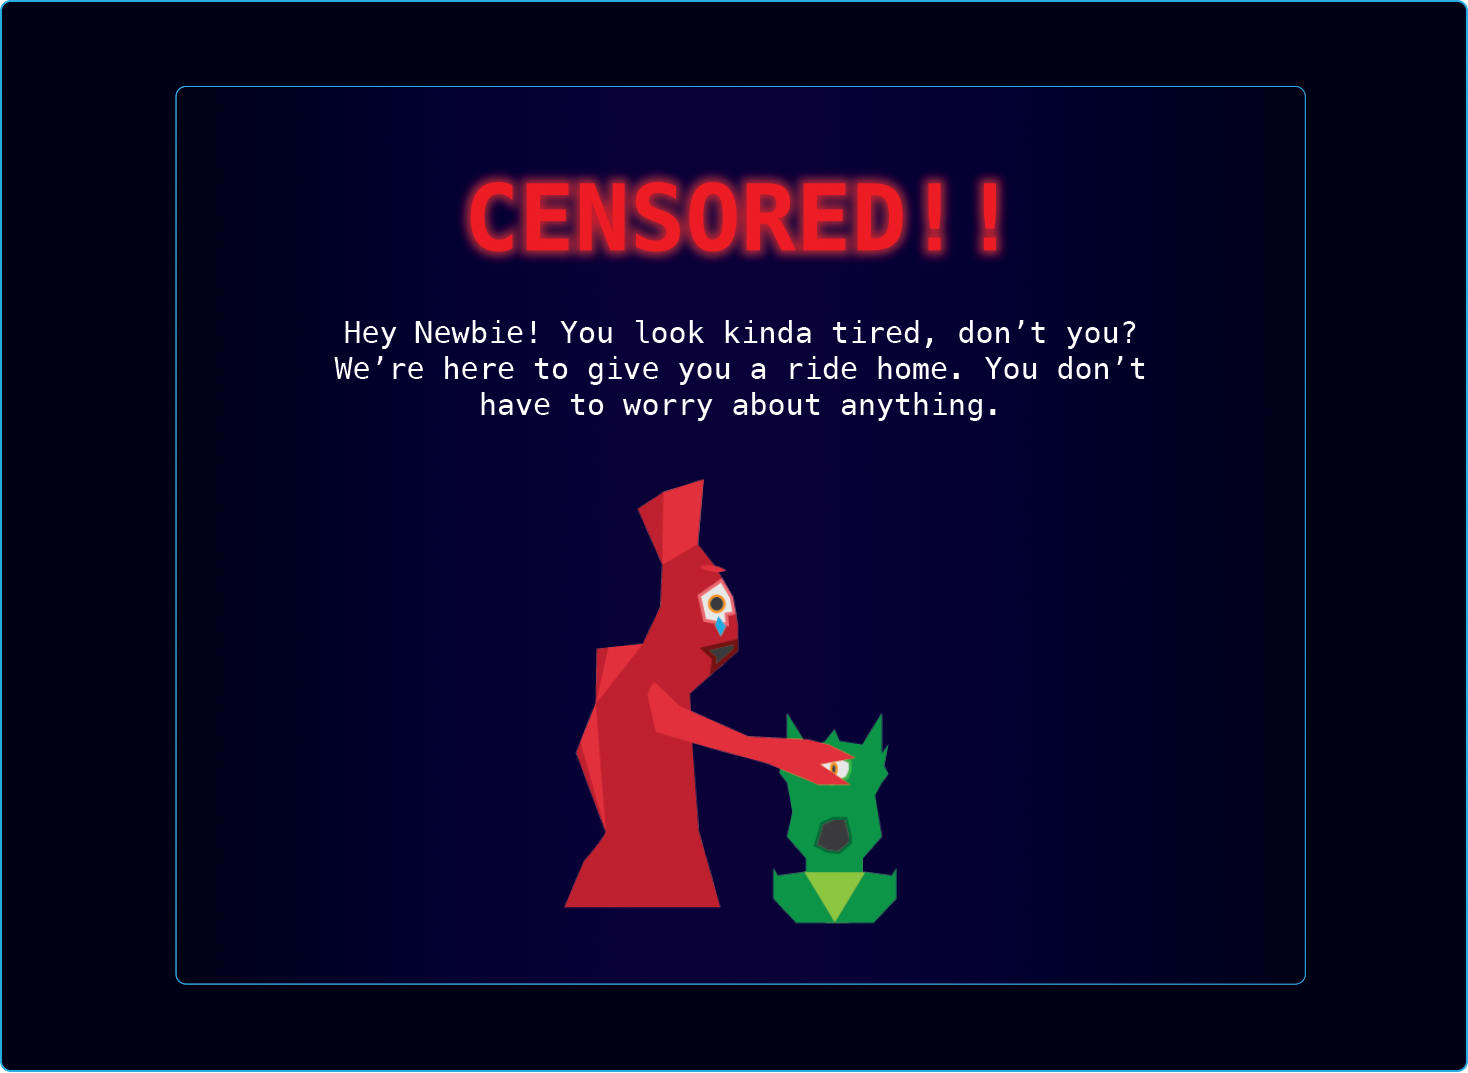 CENSORED!!
Hey Newbie! You look kinda tired, don’t you?
We’re here to give you a ride home. You don’t
have to worry about anything.